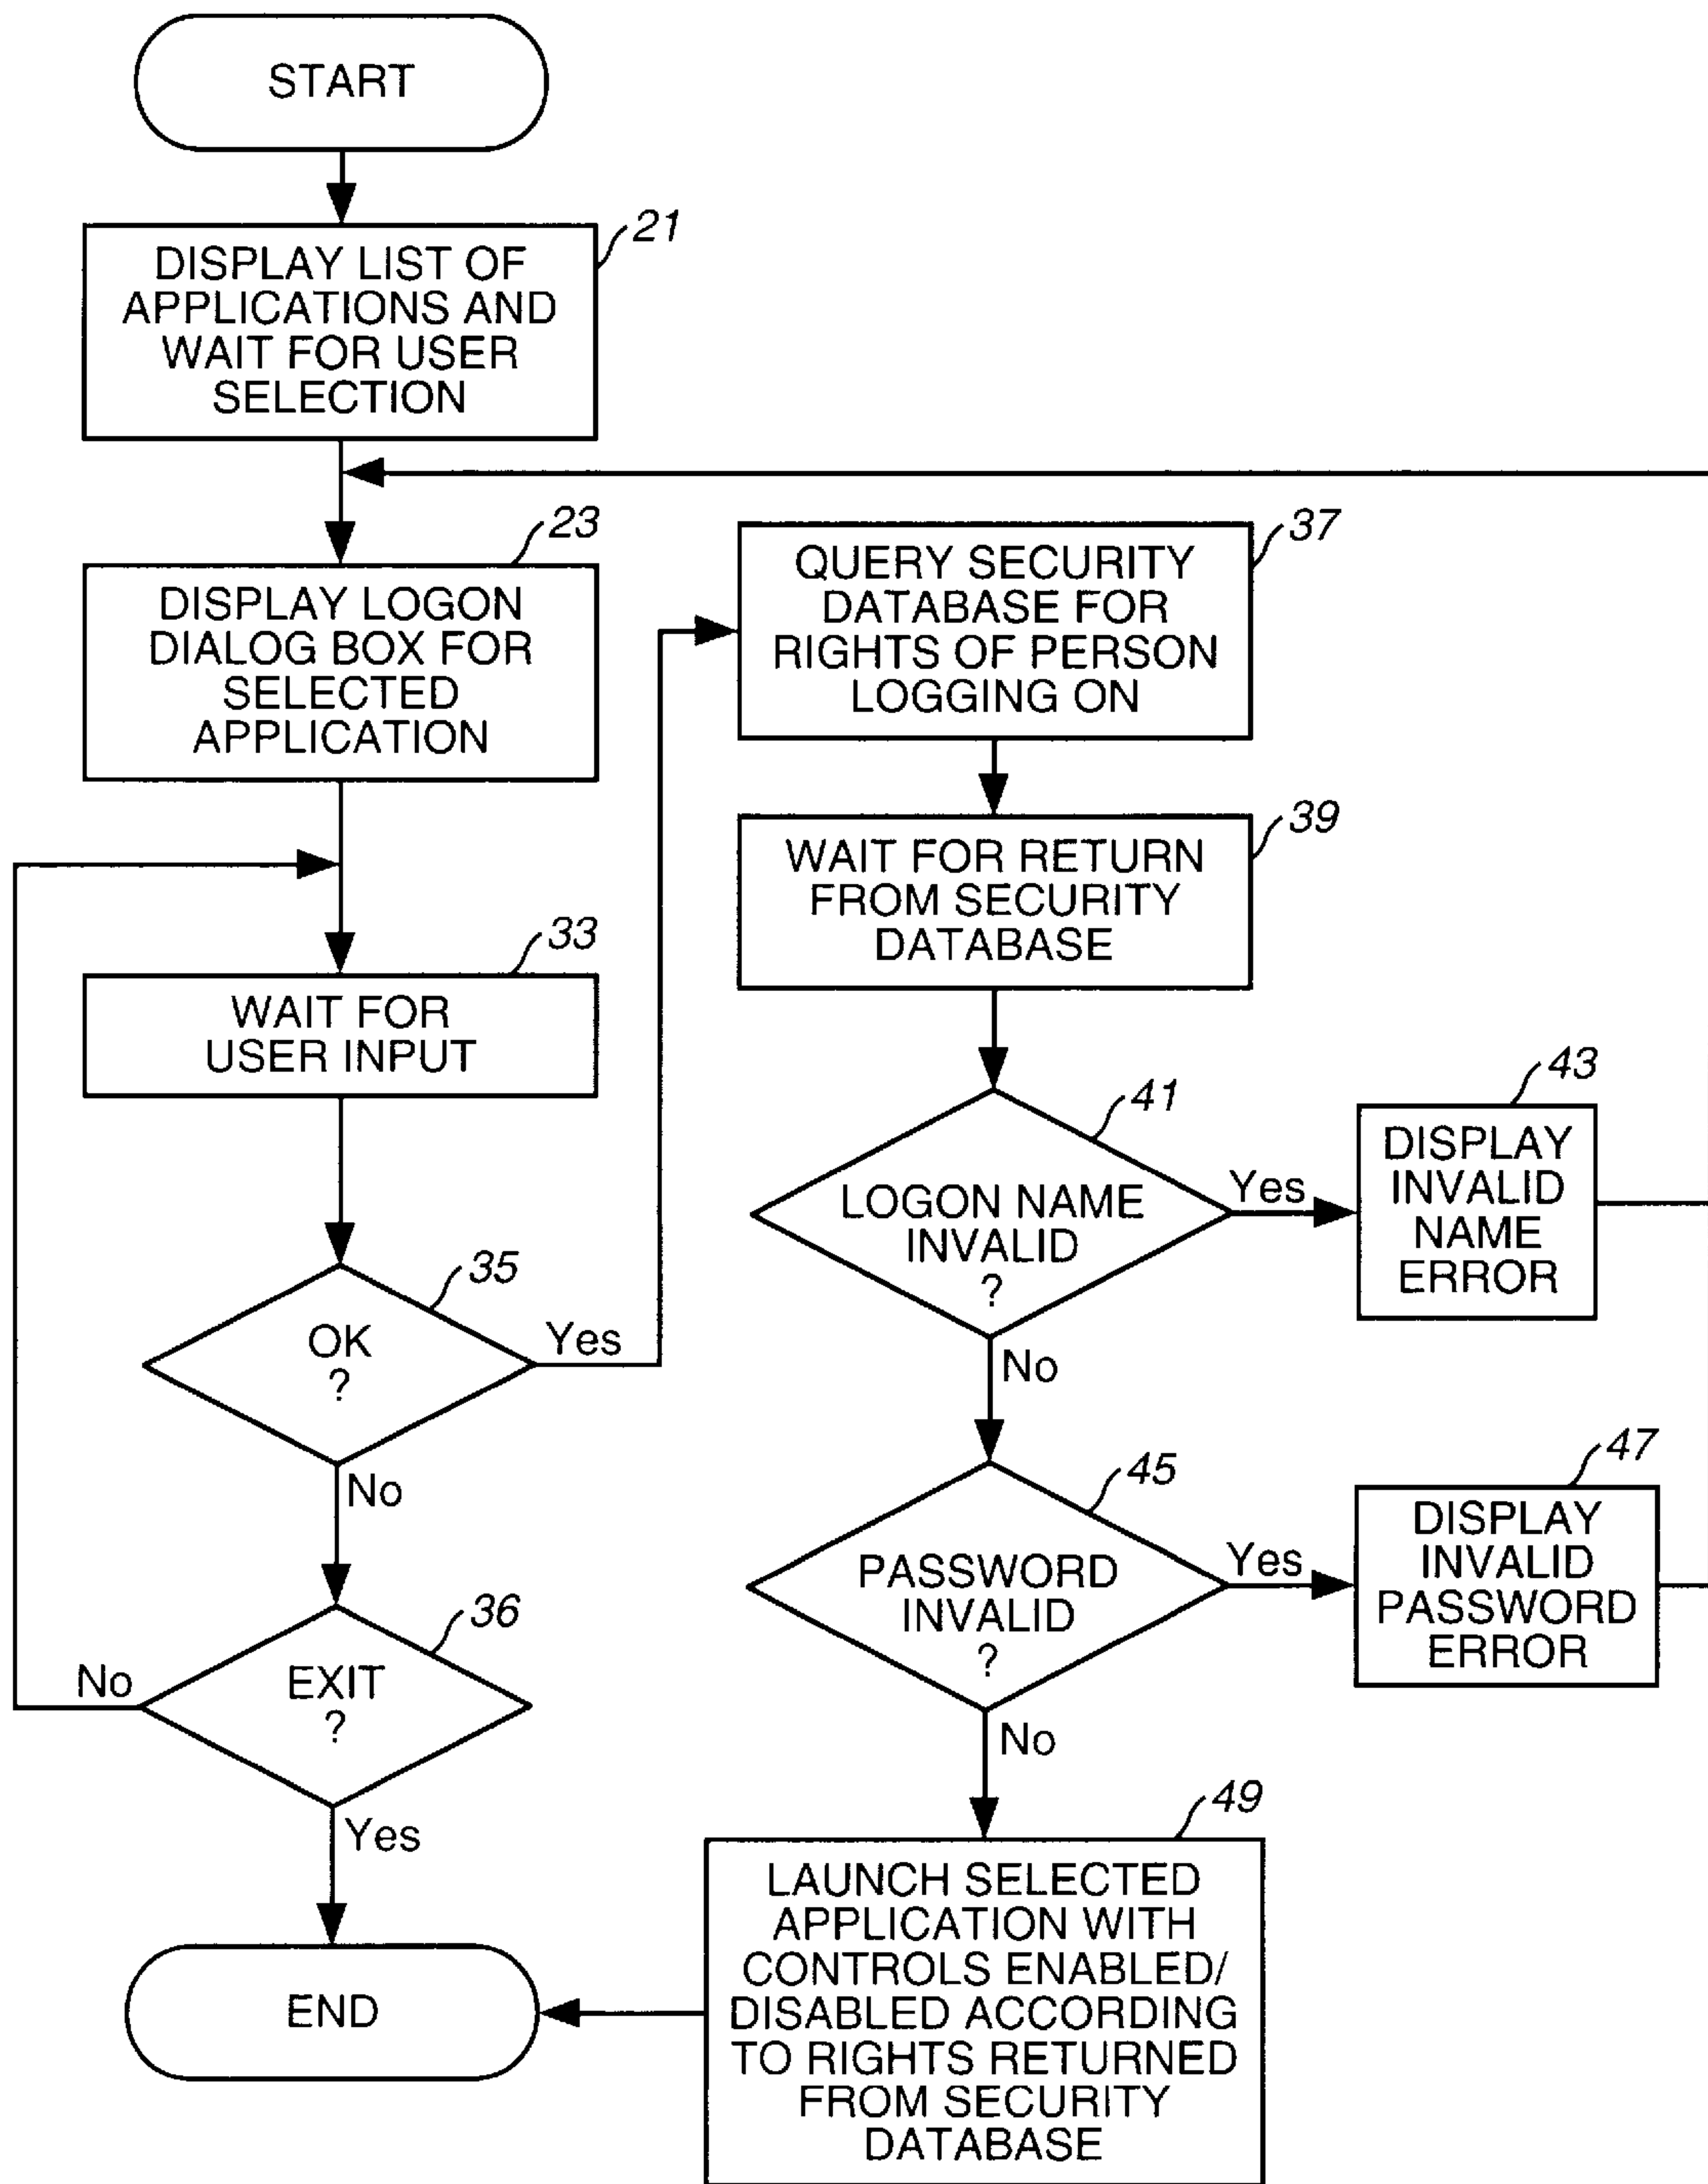 START
21
DISPLAY LIST OF
APPLICATIONS AND
WAIT FOR USER
SELECTION
23
DISPLAY LOGON
DIALOG BOX FOR
SELECTED
APPLICATION
33
WAIT FOR
USER INPUT
35
OK
?
Yes
No
36
EXIT
?
No
Yes
END
37
QUERY SECURITY
DATABASE FOR
RIGHTS OF PERSON
LOGGING ON
39
WAIT FOR RETURN
FROM SECURITY
DATABASE
41
LOGON NAME
INVALID
?
Yes
No
43
DISPLAY
INVALID
NAME
ERROR
45
PASSWORD
INVALID
?
Yes
No
47
DISPLAY
INVALID
PASSWORD
ERROR
49
LAUNCH SELECTED
APPLICATION WITH
CONTROLS ENABLED/
DISABLED ACCORDING
TO RIGHTS RETURNED
FROM SECURITY
DATABASE